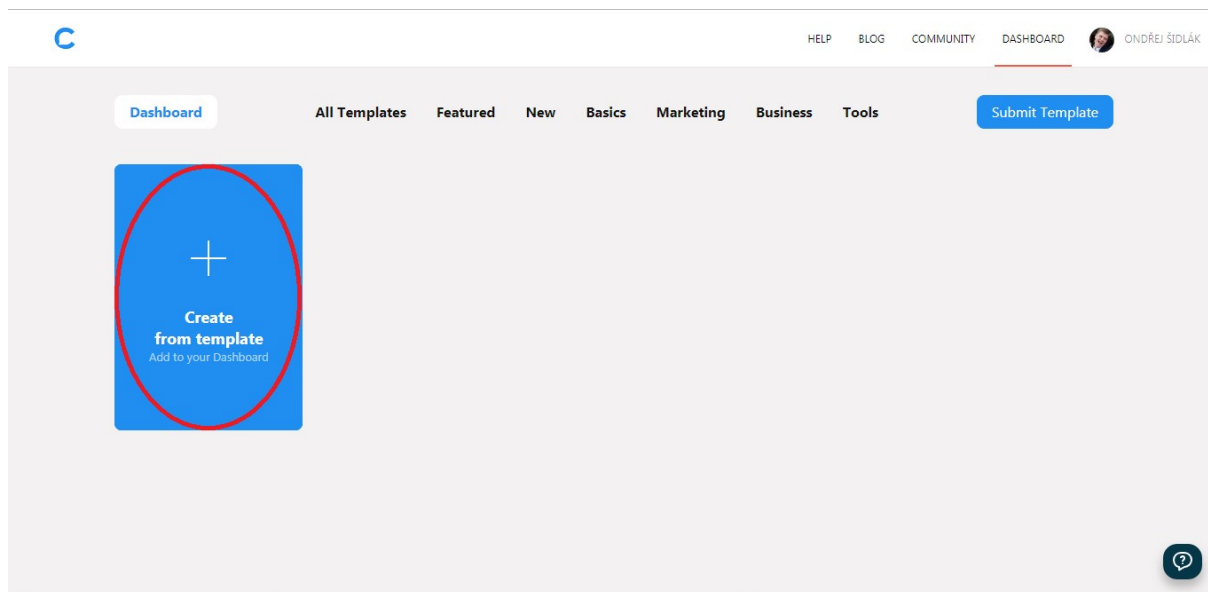 C
HELP BLOG COMMUNITY DASHBOARD ONDŘEJ ŠIDLÁK
Dashboard All Templates Featured New Basics Marketing Business Tools Submit Template
Create
from template
Add to your Dashboard
?